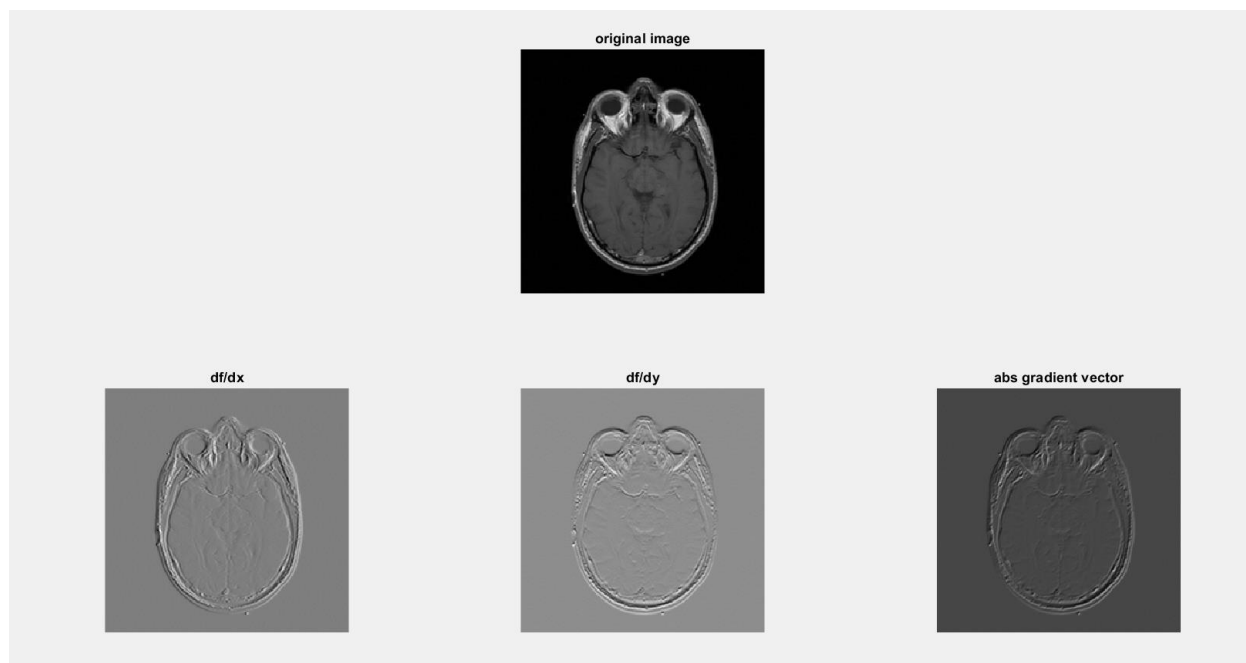 original image
df/dx
df/dy
abs gradient vector